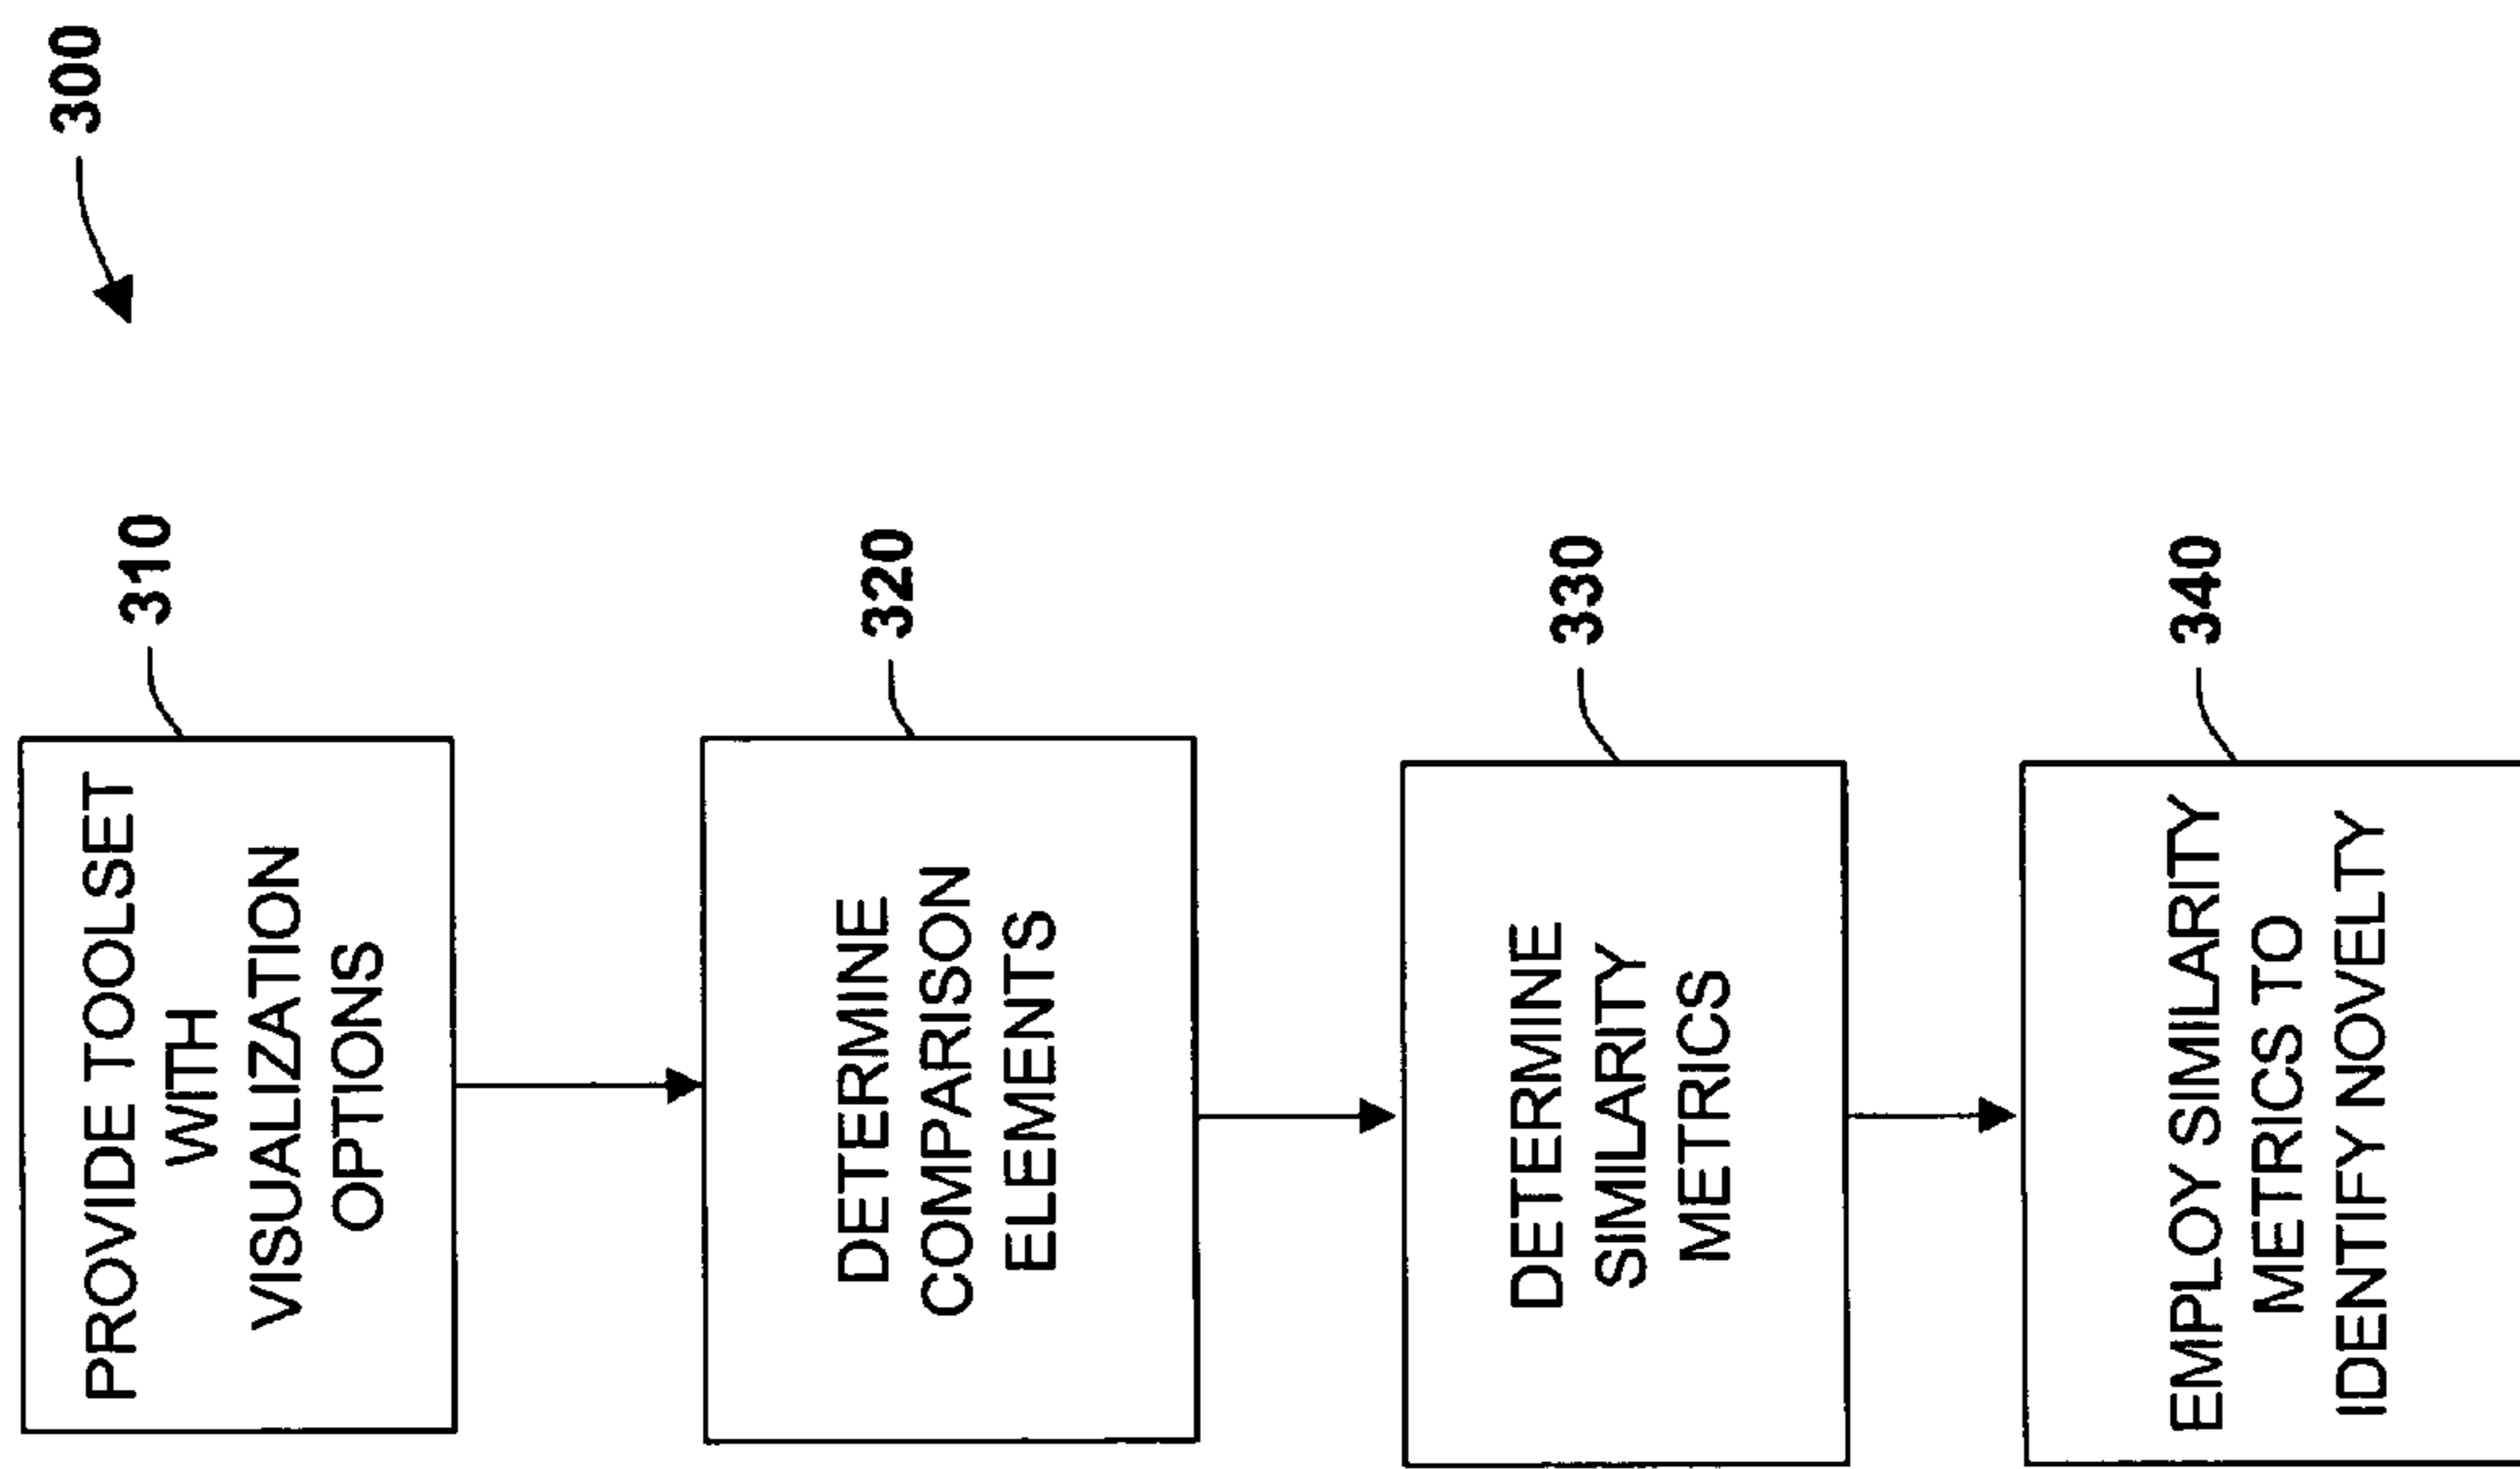 300
310
PROVIDE TOOLSET
WITH
VISUALIZATION
OPTIONS
320
DETERMINE
COMPARISON
ELEMENTS
330
DETERMINE
SIMILARITY
METRICS
340
EMPLOY SIMILARITY
METRICS TO
IDENTIFY NOVELTY